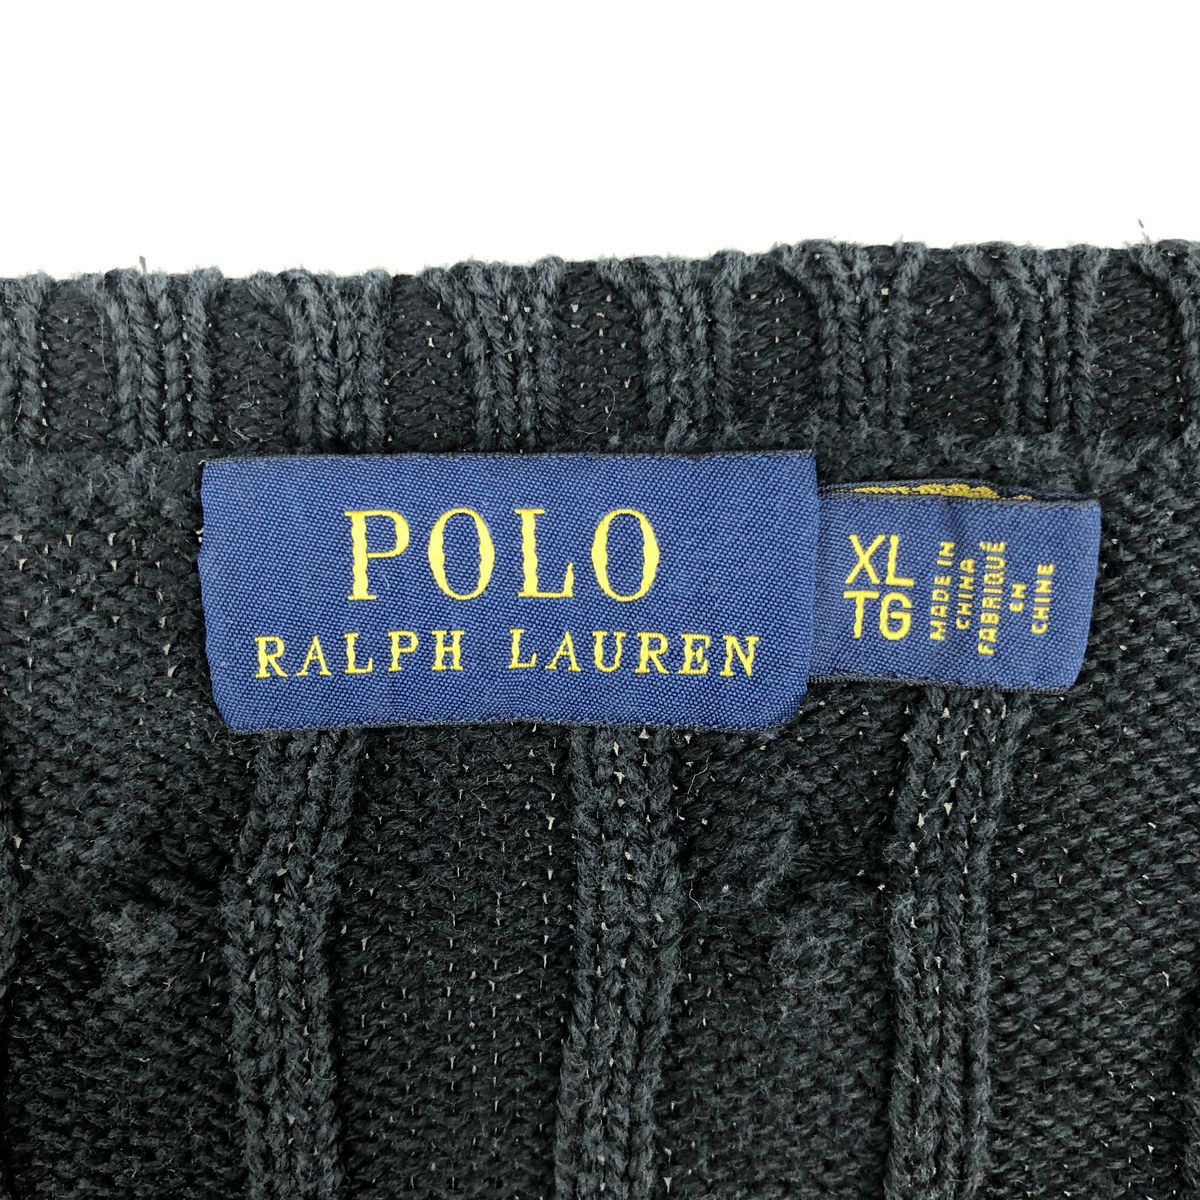 POLO
RALPH LAUREN
XL
TG
MADE IN
CHINA
FABRIQUÉ
EN
CHINE